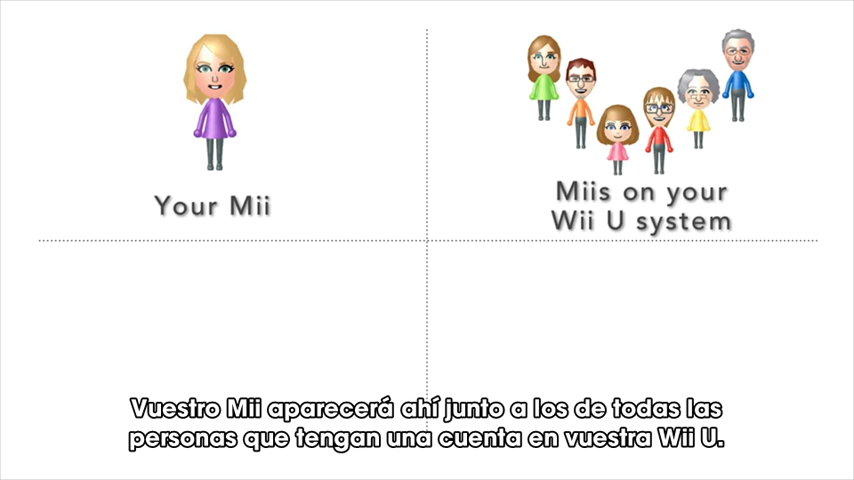 Your Mii
Miis on your
Wii U system
Vuestro Mii aparecerá ahí junto a los de todas las
personas que tengan una cuenta en vuestra Wii U.